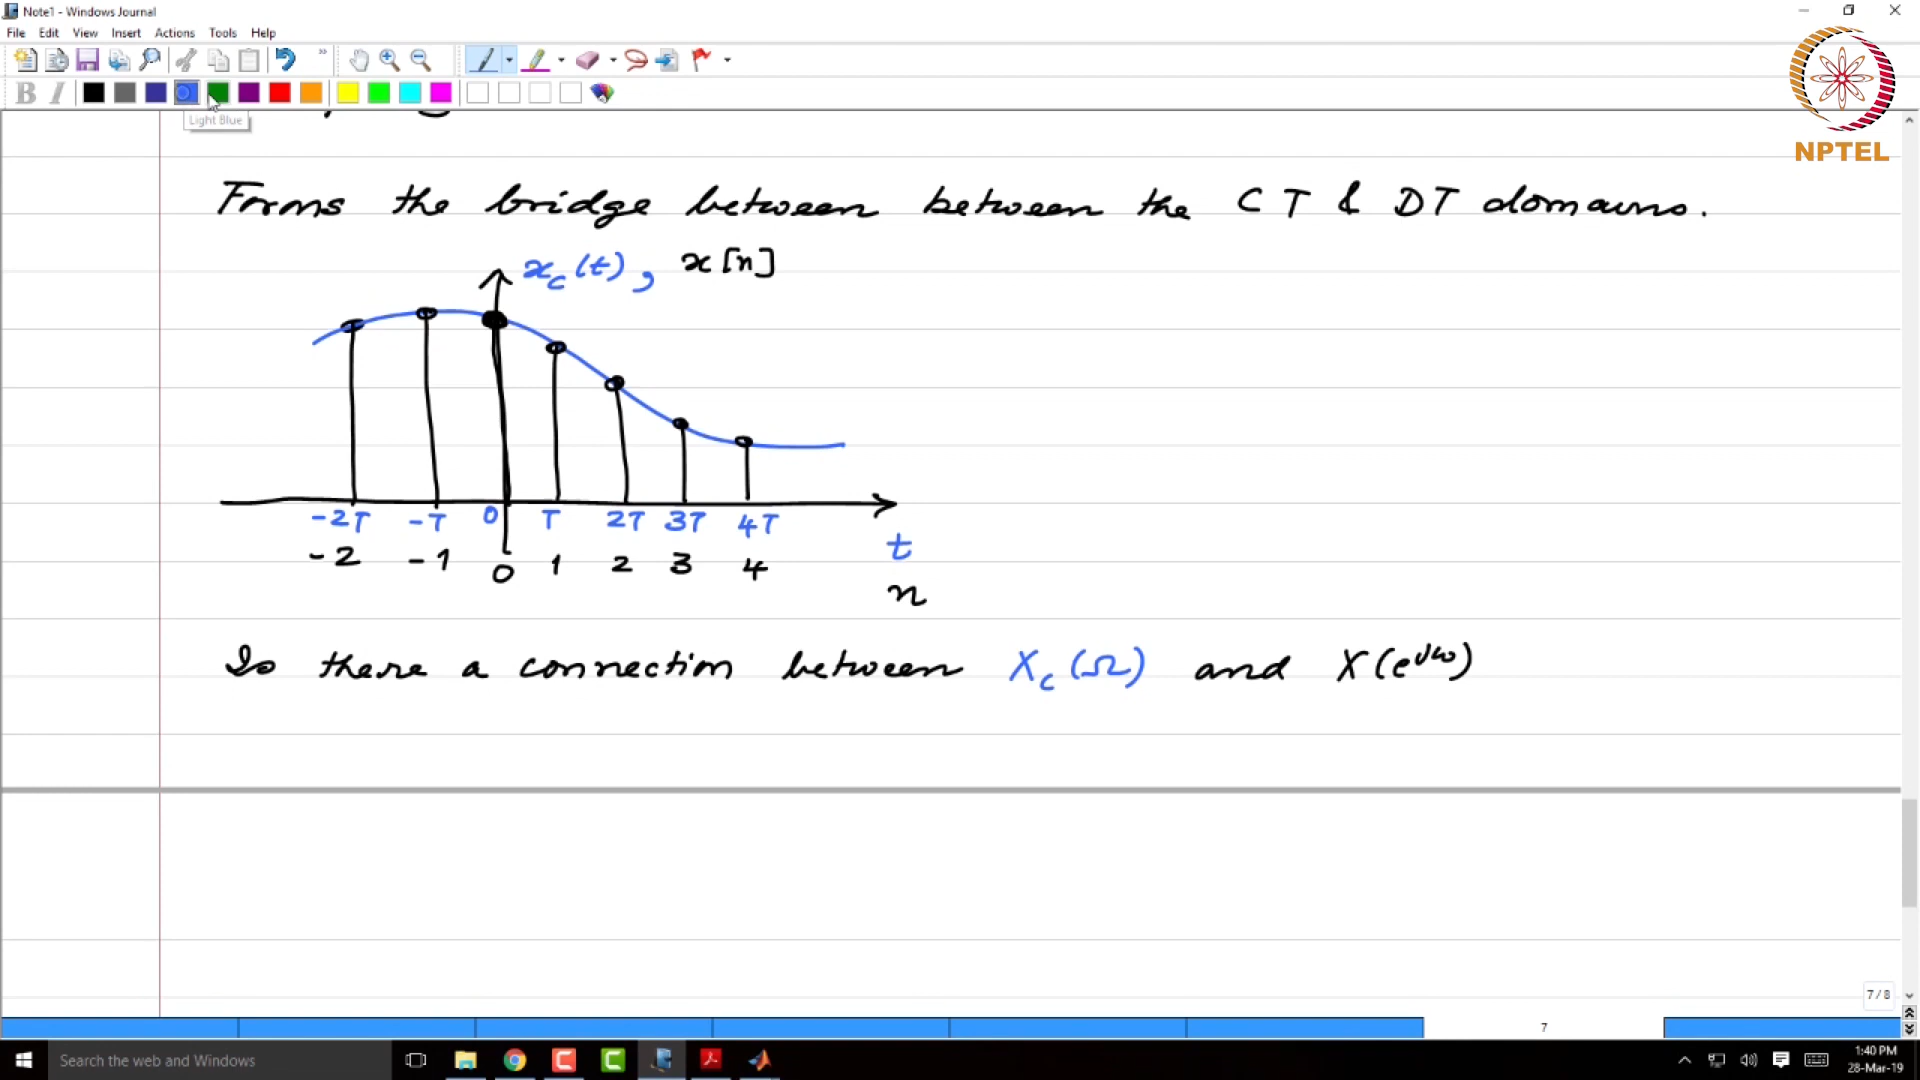 Note1 - Windows Journal
File Edit View Insert Actions Tools Help
B I
Light Blue
NPTEL
Forms the bridge between between the CT & DT domains.
x_c(t), x[n]
-2T -T 0 T 2T 3T 4T
t
-2 -1 0 1 2 3 4
n
Is there a connection between X_c(Ω) and X(e^jω)
7 / 8
7
Search the web and Windows
1:40 PM
28-Mar-19